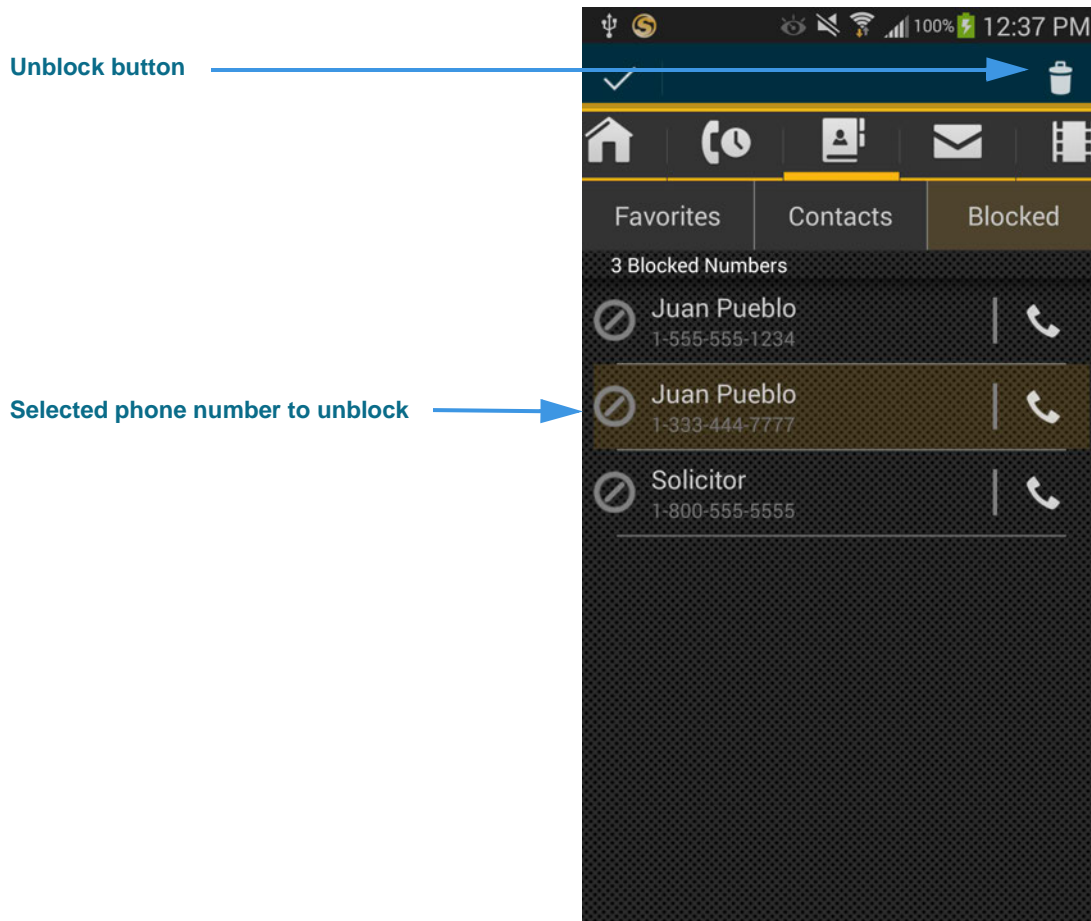 100% 12:37 PM
Unblock button
Favorites Contacts Blocked
3 Blocked Numbers
Juan Pueblo
1-555-555-1234
Selected phone number to unblock
Juan Pueblo
1-333-444-7777
Solicitor
1-800-555-5555